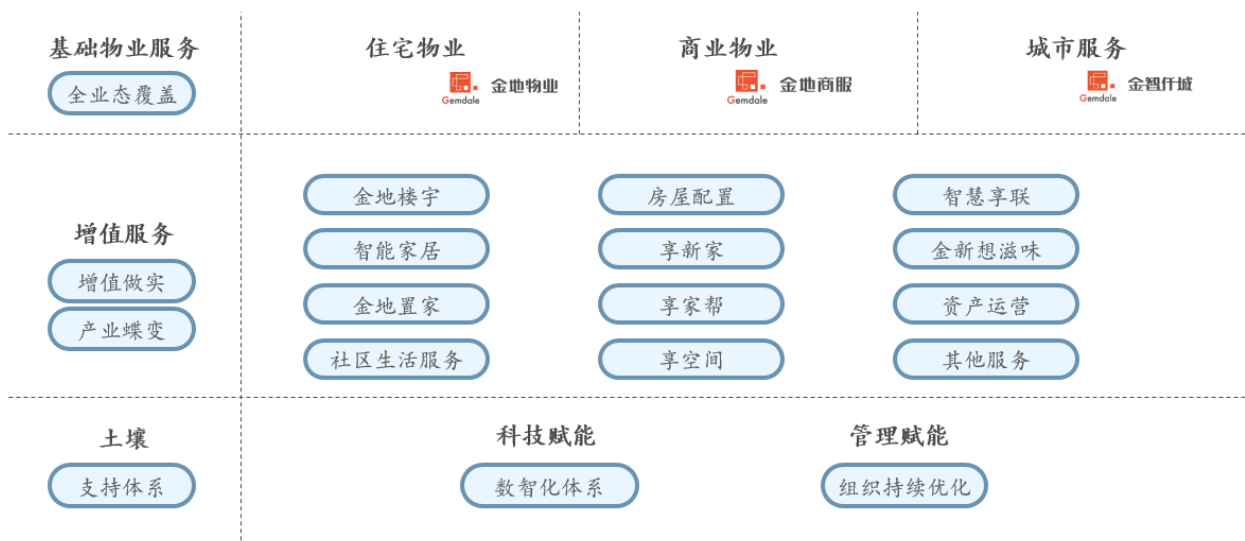 基础物业服务
全业态覆盖
住宅物业
Gemdale 金地物业
商业物业
Gemdale 金地商服
城市服务
Gemdale 金智仟城
增值服务
增值做实
产业蝶变
金地楼宇
房屋配置
智慧享联
智能家居
享新家
金新想滋味
金地置家
享家帮
资产运营
社区生活服务
享空间
其他服务
土壤
支持体系
科技赋能
数智化体系
管理赋能
组织持续优化